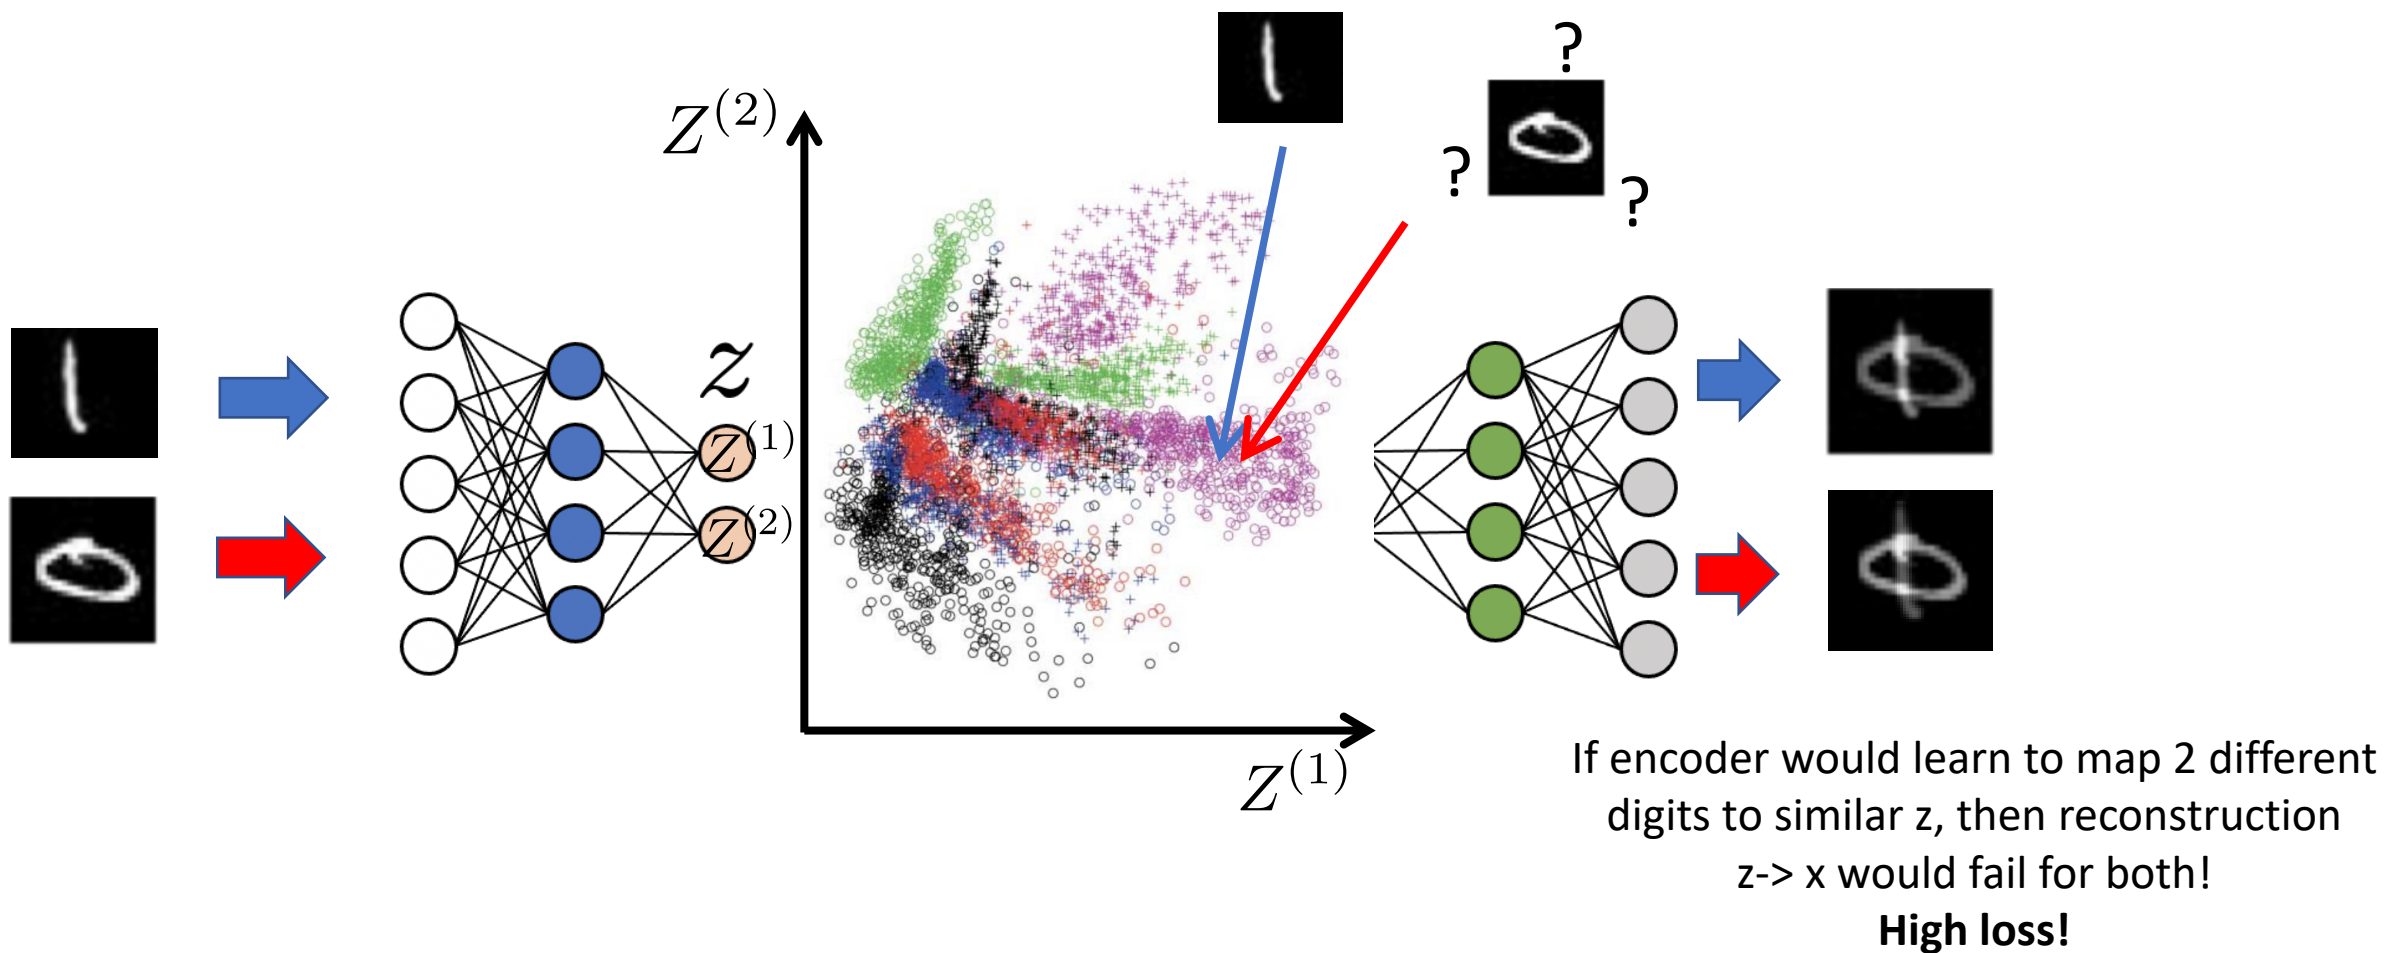 ?
Z^{(2)}
?
?
z
z^{(1)}
z^{(2)}
Z^{(1)}
If encoder would learn to map 2 different
digits to similar z, then reconstruction
z-> x would fail for both!
High loss!